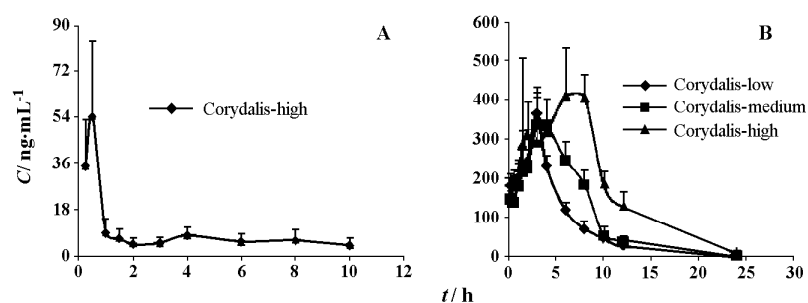 A
C/ ng·mL-1
90
72
54
36
18
0
0 2 4 6 8 10 12
Corydalis-high
B
600
500
400
300
200
100
0
0 5 10 15 20 25 30
Corydalis-low
Corydalis-medium
Corydalis-high
t/ h